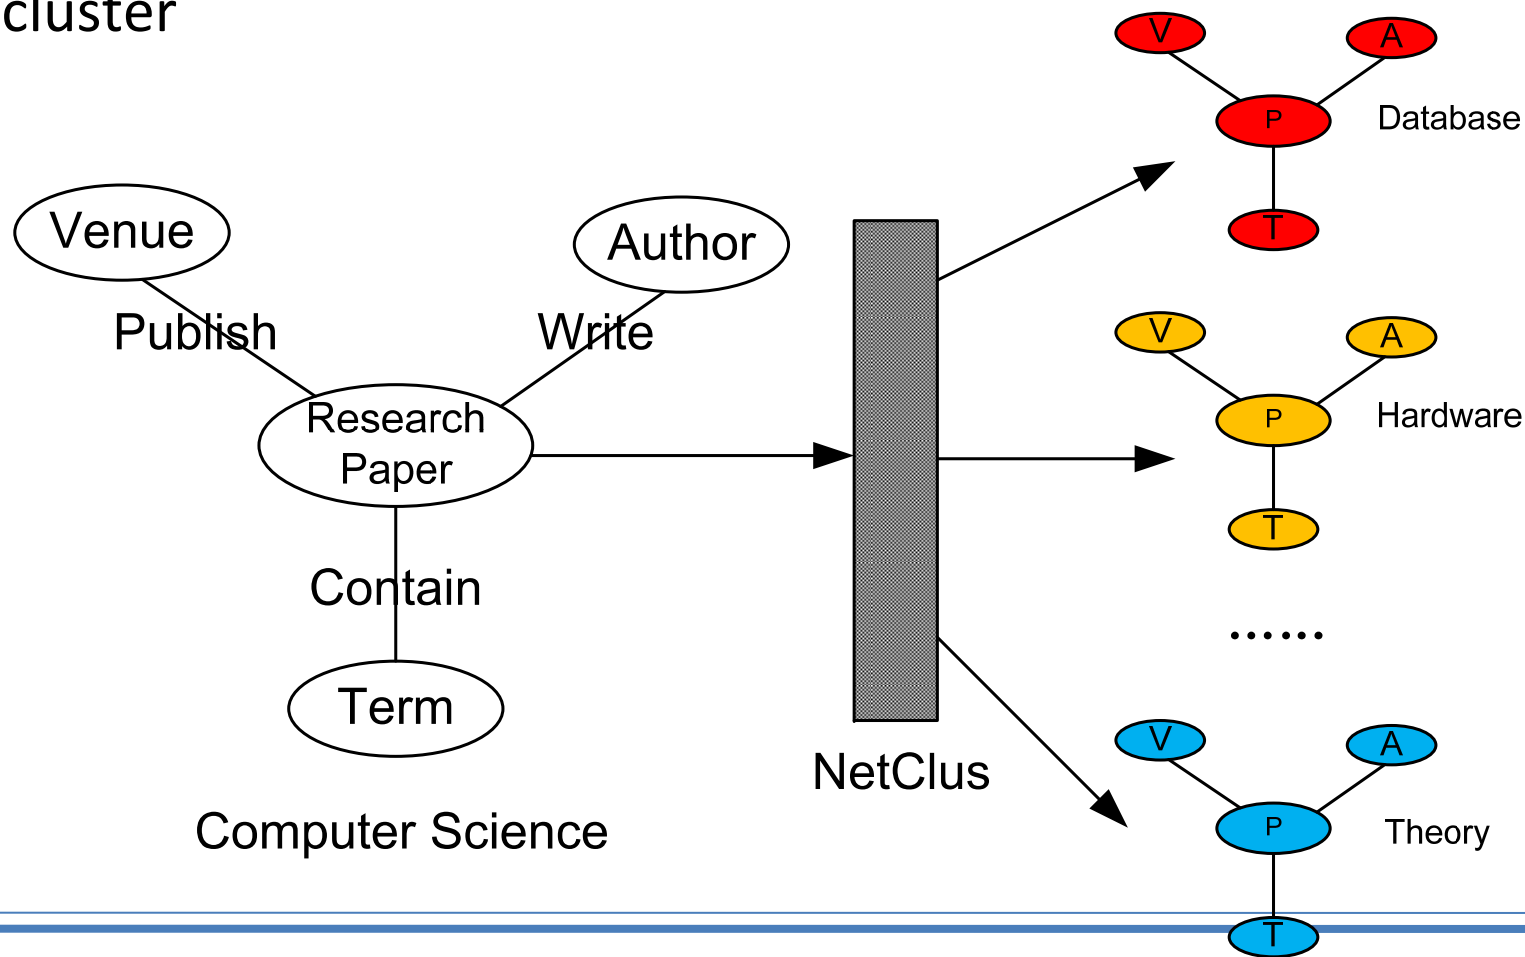 cluster
Venue
Author
Publish
Write
Research
Paper
Contain
Term
Computer Science
NetClus
V
A
P
Database
T
V
A
P
Hardware
T
......
V
A
P
Theory
T